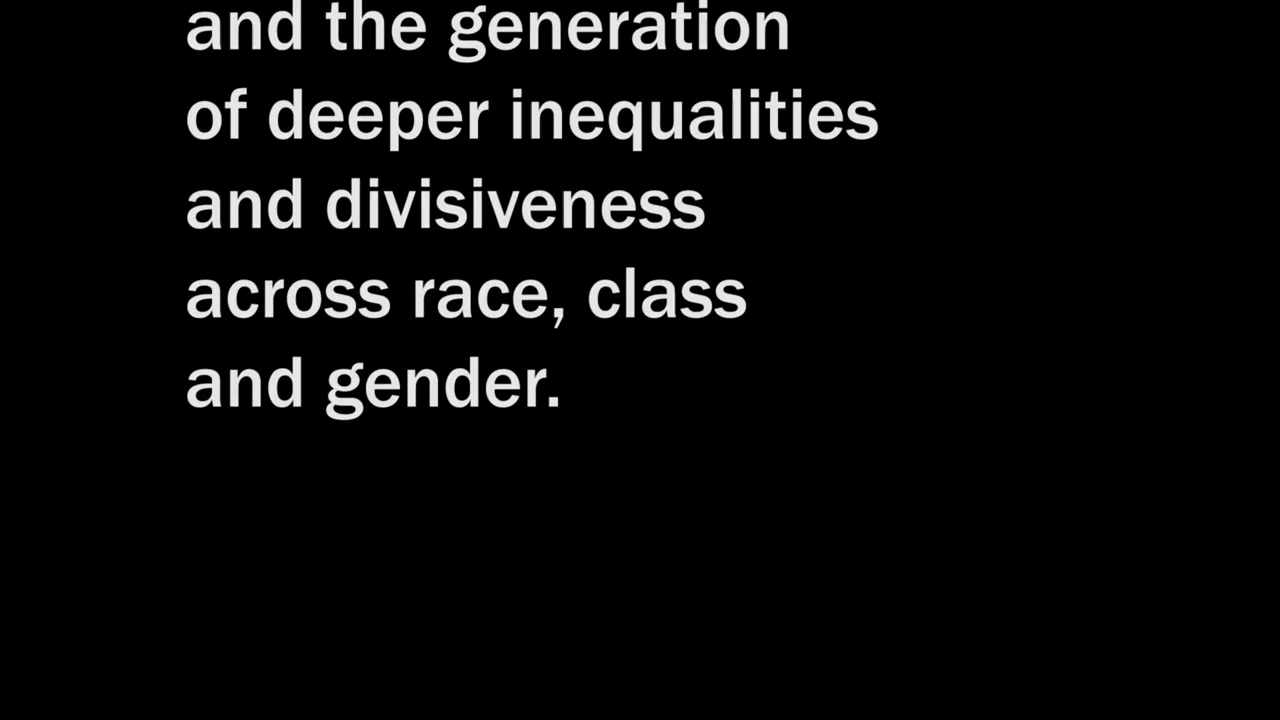 and the generation
of deeper inequalities
and divisiveness
across race, class
and gender.